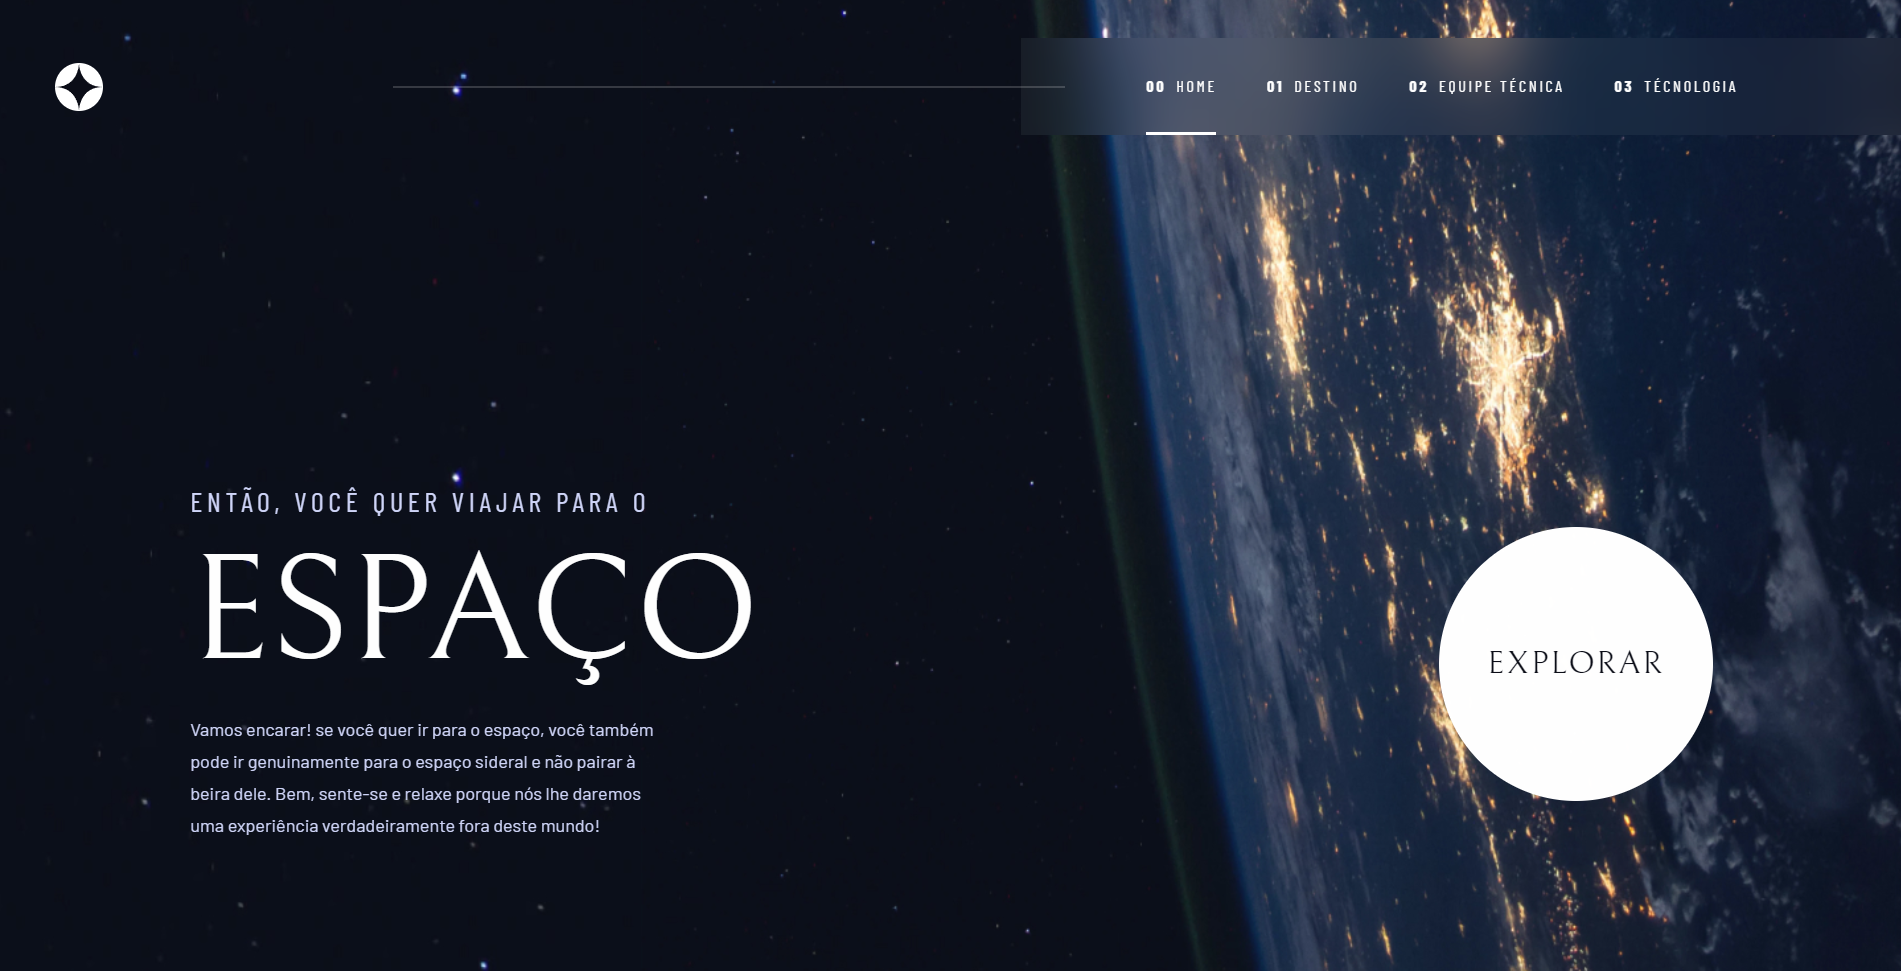 00 HOME 01 DESTINO 02 EQUIPE TÉCNICA 03 TÉCNOLOGIA
ENTÃO, VOCÊ QUER VIAJAR PARA O
ESPAÇO
Vamos encarar! se você quer ir para o espaço, você também
pode ir genuinamente para o espaço sideral e não pairar à
beira dele. Bem, sente-se e relaxe porque nós lhe daremos
uma experiência verdadeiramente fora deste mundo!
EXPLORAR